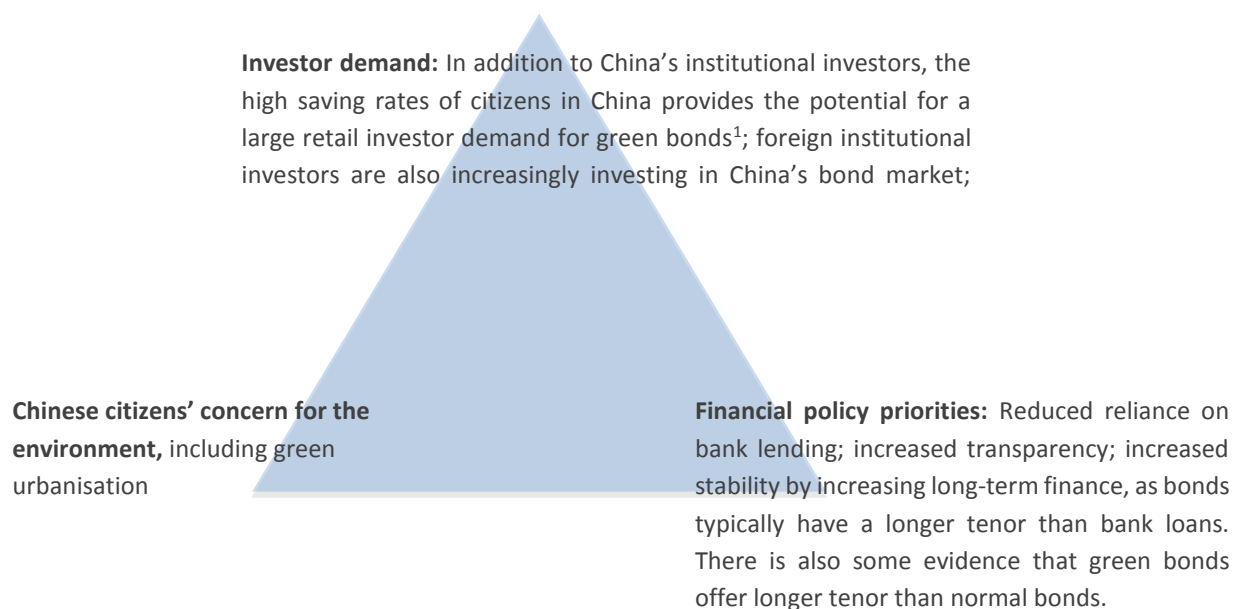 Investor demand: In addition to China’s institutional investors, the
high saving rates of citizens in China provides the potential for a
large retail investor demand for green bonds1; foreign institutional
investors are also increasingly investing in China’s bond market;
Chinese citizens’ concern for the
environment, including green
urbanisation
Financial policy priorities: Reduced reliance on
bank lending; increased transparency; increased
stability by increasing long-term finance, as bonds
typically have a longer tenor than bank loans.
There is also some evidence that green bonds
offer longer tenor than normal bonds.